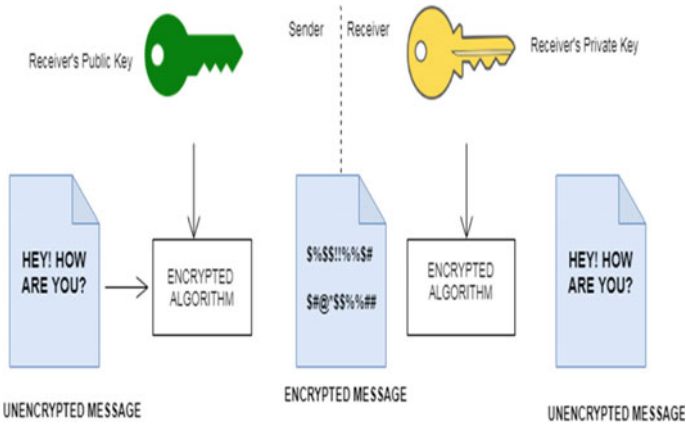 Receiver's Public Key
Sender
Receiver
Receiver's Private Key
HEY! HOW
ARE YOU?
ENCRYPTED
ALGORITHM
$%$$!!%%$#
$#@*$$%%##
ENCRYPTED
ALGORITHM
HEY! HOW
ARE YOU?
UNENCRYPTED MESSAGE
ENCRYPTED MESSAGE
UNENCRYPTED MESSAGE